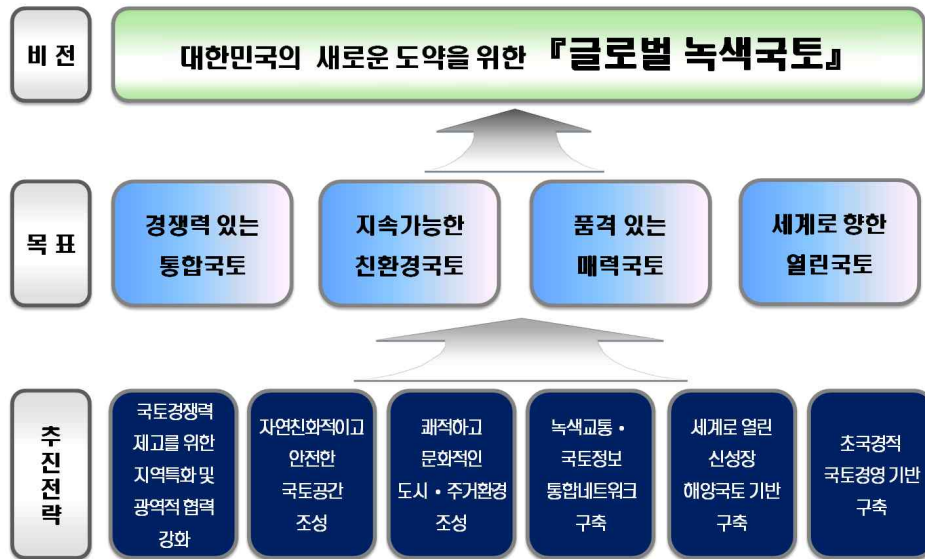 비 전
대한민국의 새로운 도약을 위한 『글로벌 녹색국토』
목 표
경쟁력 있는
통합국토
지속가능한
친환경국토
품격 있는
매력국토
세계로 향한
열린국토
추진전략
국토경쟁력
제고를 위한
지역특화 및
광역적 협력
강화
자연친화적이고
안전한
국토공간
조성
쾌적하고
문화적인
도시 • 주거환경
조성
녹색교통 •
국토정보
통합네트워크
구축
세계로 열린
신성장
해양국토 기반
구축
초국경적
국토경영 기반
구축